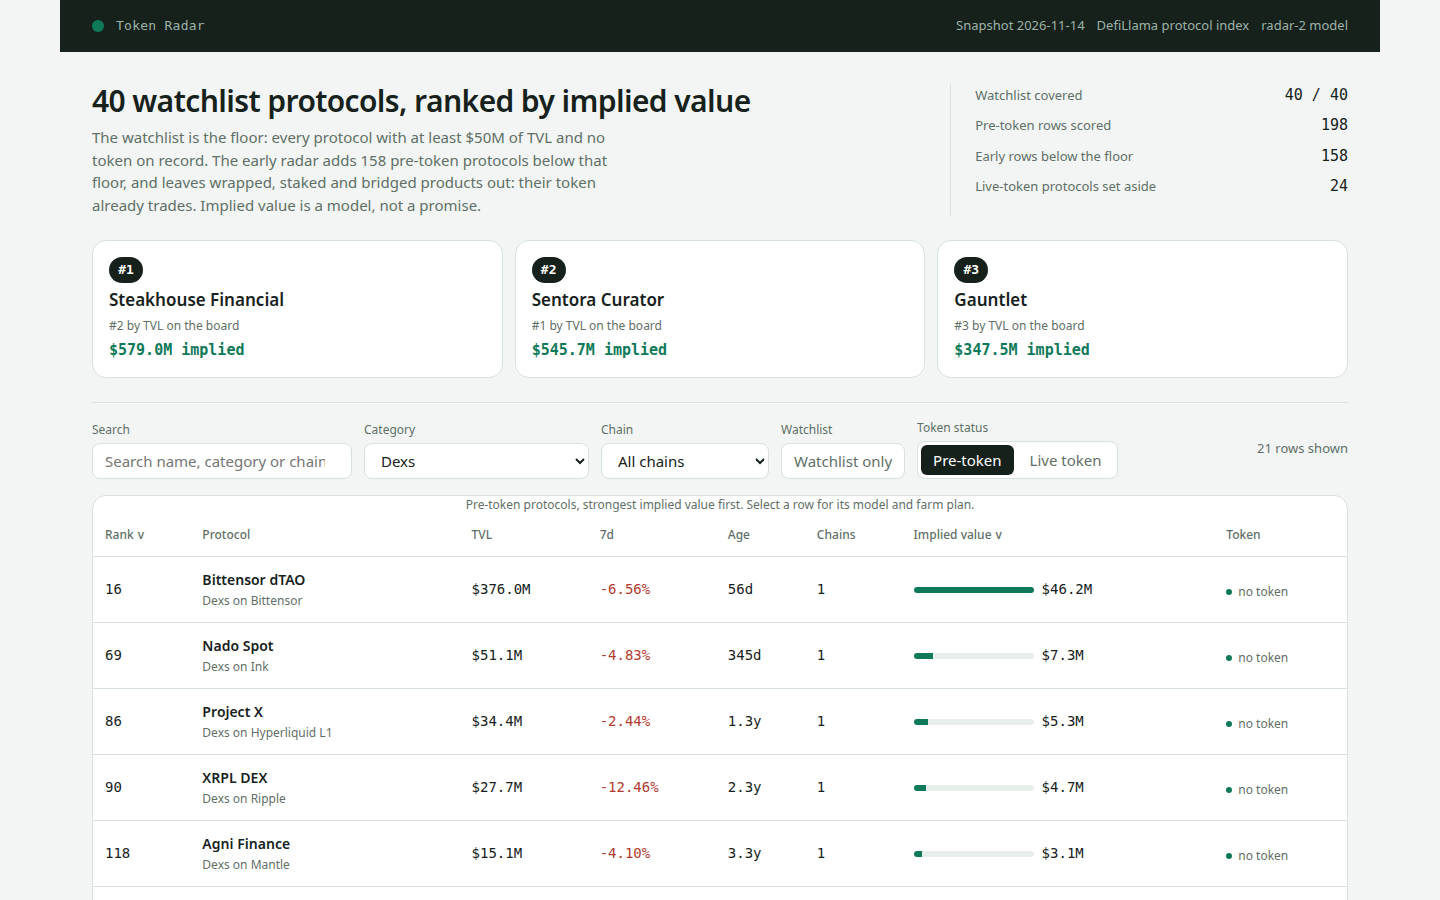 Token Radar
Snapshot 2026-11-14 DefiLlama protocol index radar-2 model
40 watchlist protocols, ranked by implied value
The watchlist is the floor: every protocol with at least $50M of TVL and no
token on record. The early radar adds 158 pre-token protocols below that
floor, and leaves wrapped, staked and bridged products out: their token
already trades. Implied value is a model, not a promise.
Watchlist covered 40 / 40
Pre-token rows scored 198
Early rows below the floor 158
Live-token protocols set aside 24
#1
Steakhouse Financial
#2 by TVL on the board
$579.0M implied
#2
Sentora Curator
#1 by TVL on the board
$545.7M implied
#3
Gauntlet
#3 by TVL on the board
$347.5M implied
Search Category Chain Watchlist Token status
Search name, category or chain Dexs All chains Watchlist only Pre-token Live token 21 rows shown
Pre-token protocols, strongest implied value first. Select a row for its model and farm plan.
Rank v Protocol TVL 7d Age Chains Implied value v Token
16 Bittensor dTAO $376.0M -6.56% 56d 1 $46.2M no token
Dexs on Bittensor
69 Nado Spot $51.1M -4.83% 345d 1 $7.3M no token
Dexs on Ink
86 Project X $34.4M -2.44% 1.3y 1 $5.3M no token
Dexs on Hyperliquid L1
90 XRPL DEX $27.7M -12.46% 2.3y 1 $4.7M no token
Dexs on Ripple
118 Agni Finance $15.1M -4.10% 3.3y 1 $3.1M no token
Dexs on Mantle